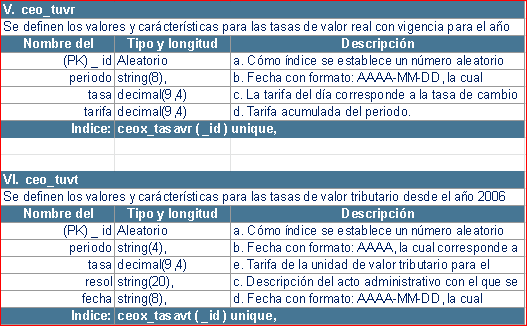 V. ceo_tuvr
Se definen los valores y carácterísticas para las tasas de valor real con vigencia para el año
Nombre del Tipo y longitud Descripción
(PK) _ id Aleatorio a. Cómo índice se establece un número aleatorio
periodo string(8), b. Fecha con formato: AAAA-MM-DD, la cual
tasa decimal(9,4) c. La tarifa del día corresponde a la tasa de cambio
tarifa decimal(9,4) d. Tarifa acumulada del periodo.
Indice: ceox_tasavr ( _id ) unique,
VI. ceo_tuvt
Se definen los valores y carácterísticas para las tasas de valor tributario desde el año 2006
Nombre del Tipo y longitud Descripción
(PK) _ id Aleatorio a. Cómo índice se establece un número aleatorio
periodo string(4), b. Fecha con formato: AAAA, la cual corresponde a
tasa decimal(9,4) e. Tarifa de la unidad de valor tributario para el
resol string(20), c. Descripción del acto administrativo con el que se
fecha string(8), d. Fecha con formato: AAAA-MM-DD, la cual
Indice: ceox_tasavt ( _id ) unique,